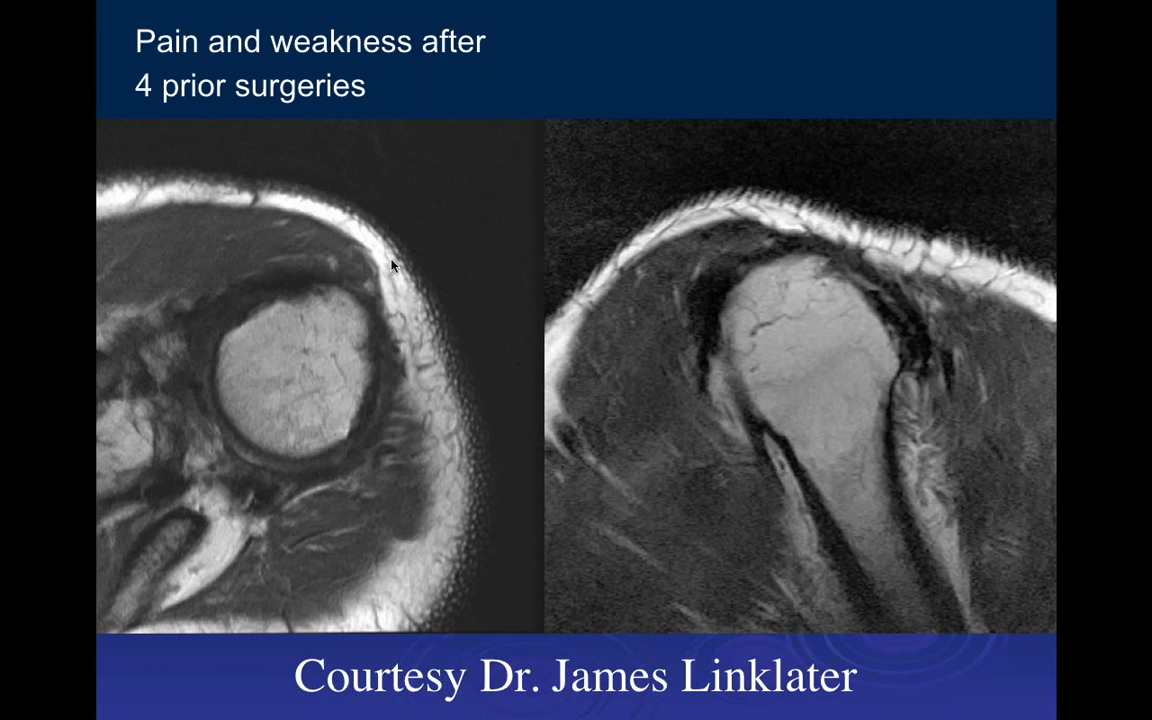 Pain and weakness after
4 prior surgeries
Courtesy Dr. James Linklater